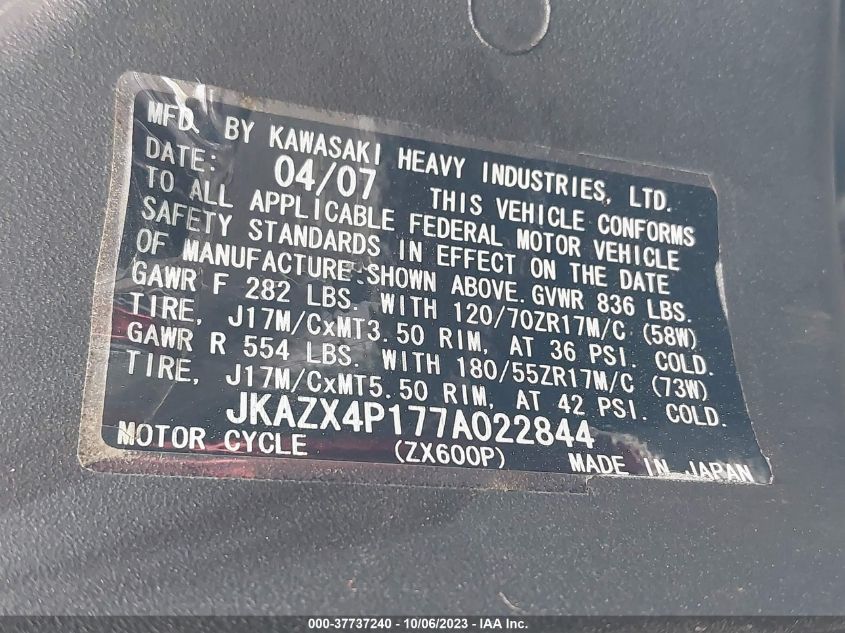 MFD. BY KAWASAKI HEAVY INDUSTRIES, LTD.
DATE: 04/07 THIS VEHICLE CONFORMS
TO ALL APPLICABLE FEDERAL MOTOR VEHICLE
SAFETY STANDARDS IN EFFECT ON THE DATE
OF MANUFACTURE SHOWN ABOVE. GVWR 836 LBS.
GAWR F 282 LBS. WITH 120/70ZR17M/C (58W)
TIRE, J17M/CxMT3.50 RIM, AT 36 PSI. COLD.
GAWR R 554 LBS. WITH 180/55ZR17M/C (73W)
TIRE, J17M/CxMT5.50 RIM, AT 42 PSI. COLD.
JKAZX4P177A022844
MOTOR CYCLE (ZX600P) MADE IN JAPAN
000-37737240 - 10/06/2023 - IAA Inc.